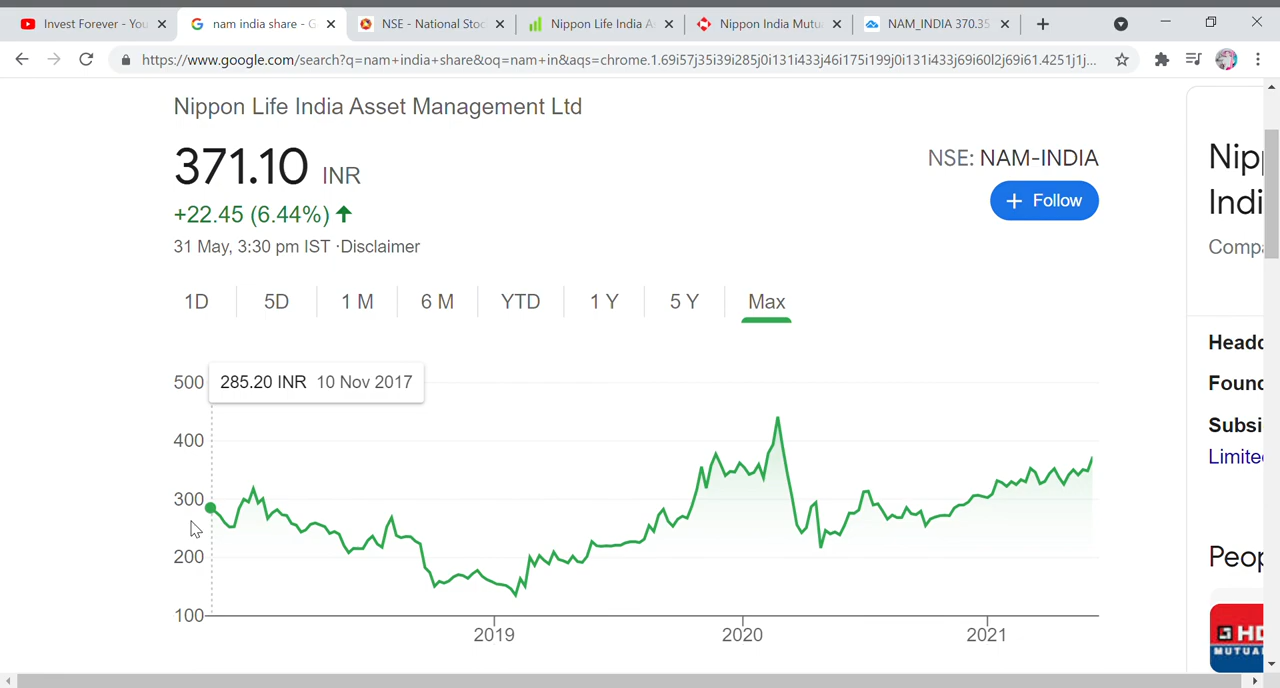 Invest Forever - You
nam india share - G
NSE - National Stoc
Nippon Life India A
Nippon India Mutu
NAM_INDIA 370.35
https://www.google.com/search?q=nam+india+share&oq=nam+in&aqs=chrome.1.69i57j35i39i285j0i131i433j46i175i199j0i131i433j69i60l2j69i61.4251j1j...
Nippon Life India Asset Management Ltd
371.10 INR
NSE: NAM-INDIA
+22.45 (6.44%)
+ Follow
31 May, 3:30 pm IST ·Disclaimer
1D 5D 1 M 6 M YTD 1 Y 5 Y Max
285.20 INR 10 Nov 2017
500
400
300
200
100
2019 2020 2021
Nip
Indi
Comp
Head
Foun
Subsi
Limite
Peop
HD
MUTUA